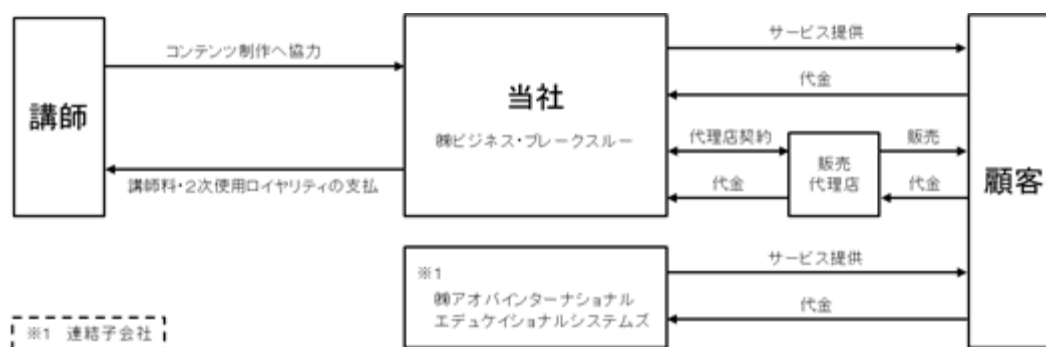 講師
コンテンツ制作へ協力
講師料・2次使用ロイヤリティの支払
当社
㈱ビジネス・ブレークスルー
サービス提供
代金
代理店契約
代金
販売
代理店
販売
代金
顧客
※1
㈱アオバインターナショナル
エデュケイショナルシステムズ
サービス提供
代金
※1 連結子会社